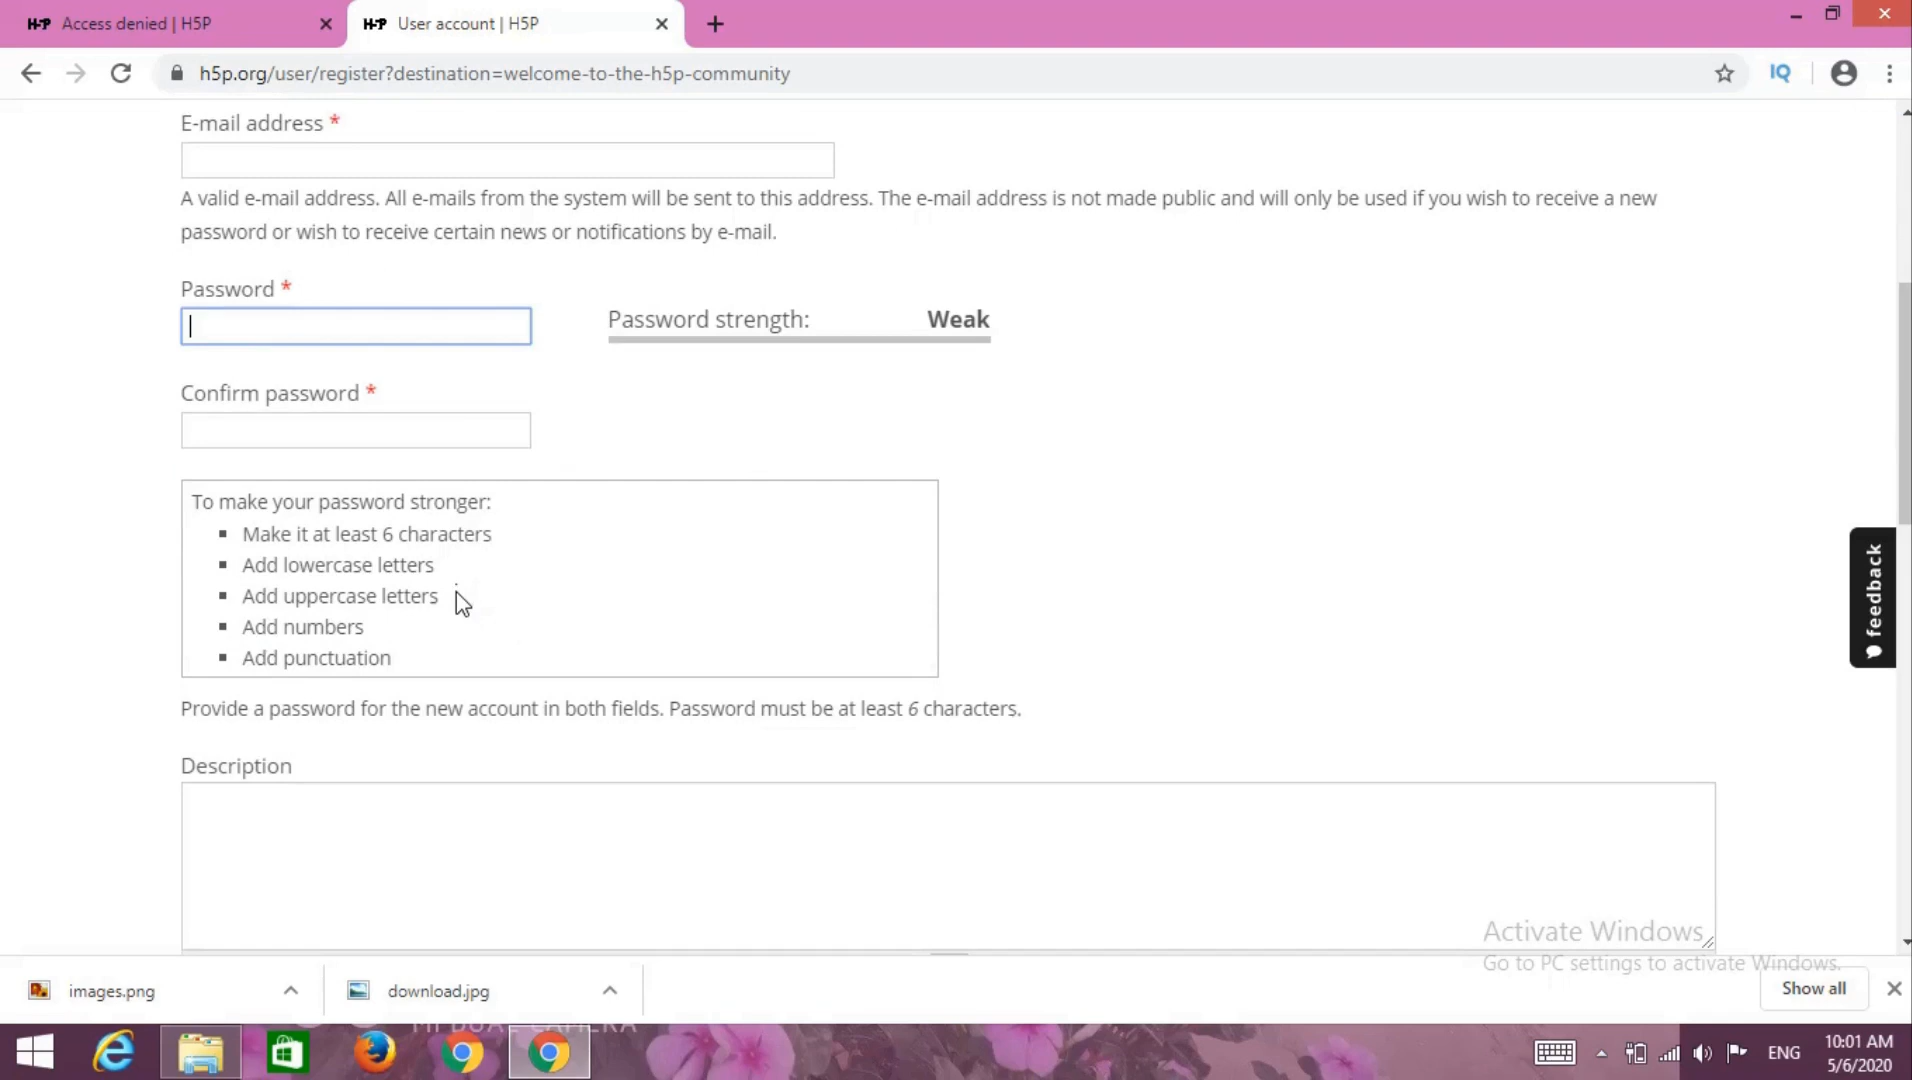 H-P Access denied | H5P
H-P User account | H5P
h5p.org/user/register?destination=welcome-to-the-h5p-community
IQ
E-mail address *
A valid e-mail address. All e-mails from the system will be sent to this address. The e-mail address is not made public and will only be used if you wish to receive a new
password or wish to receive certain news or notifications by e-mail.
Password *
Password strength: Weak
Confirm password *
To make your password stronger:
Make it at least 6 characters
Add lowercase letters
Add uppercase letters
Add numbers
Add punctuation
feedback
Provide a password for the new account in both fields. Password must be at least 6 characters.
Description
Activate Windows
Go to PC settings to activate Windows.
images.png
download.jpg
Show all
ENG
10:01 AM
5/6/2020